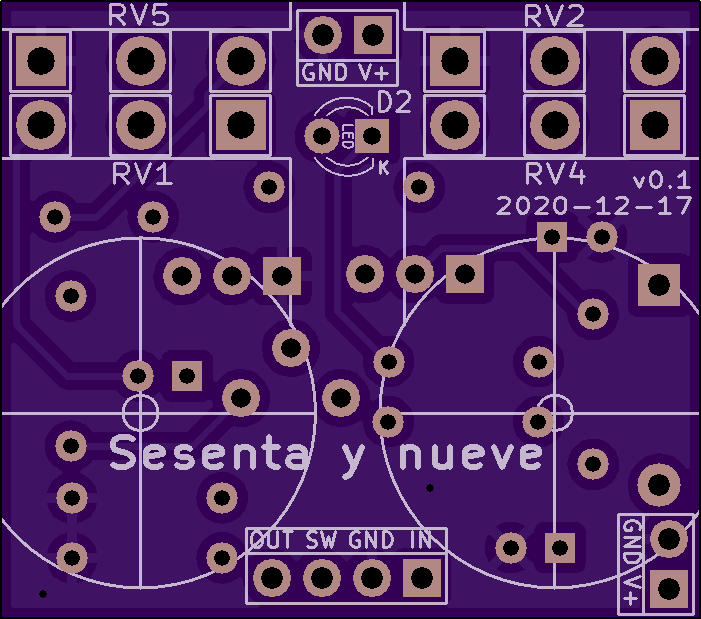 RV5
RV2
GND V+
D2
LED
K
RV1
RV4
v0.1
2020-12-17
Sesenta y nueve
OUT SW GND IN
GND
V+